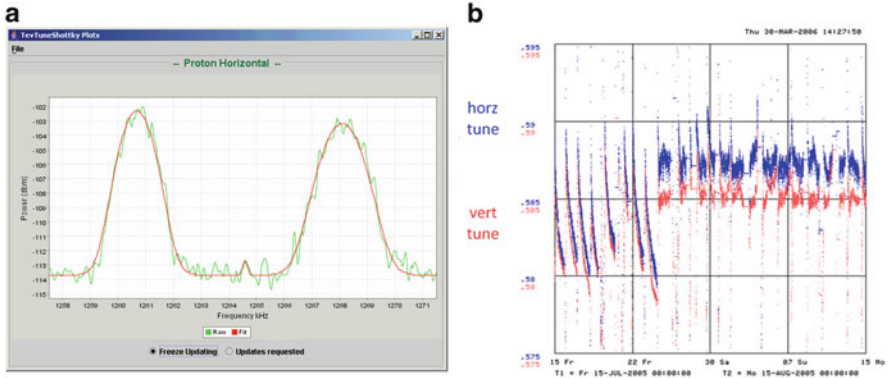 a
TevTuneShottky Plots
File
-- Proton Horizontal --
Power (dbm)
-102
-103
-104
-105
-106
-107
-108
-109
-110
-111
-112
-113
-114
-115
1258 1259 1260 1261 1262 1263 1264 1265 1266 1267 1268 1269 1270 1271
Frequency kHz
Raw Fit
Freeze Updating Updates requested
b
Thu 30-MAR-2006 14:27:50
.595
.595
horz
tune
.59
.59
.585
.585
vert
tune
.58
.58
.575
.575
15 Fr 22 Fr 30 Sa 07 Su 15 Mo
T1 = Fr 15-JUL-2005 00:00:00 T2 = Mo 15-AUG-2005 00:00:00